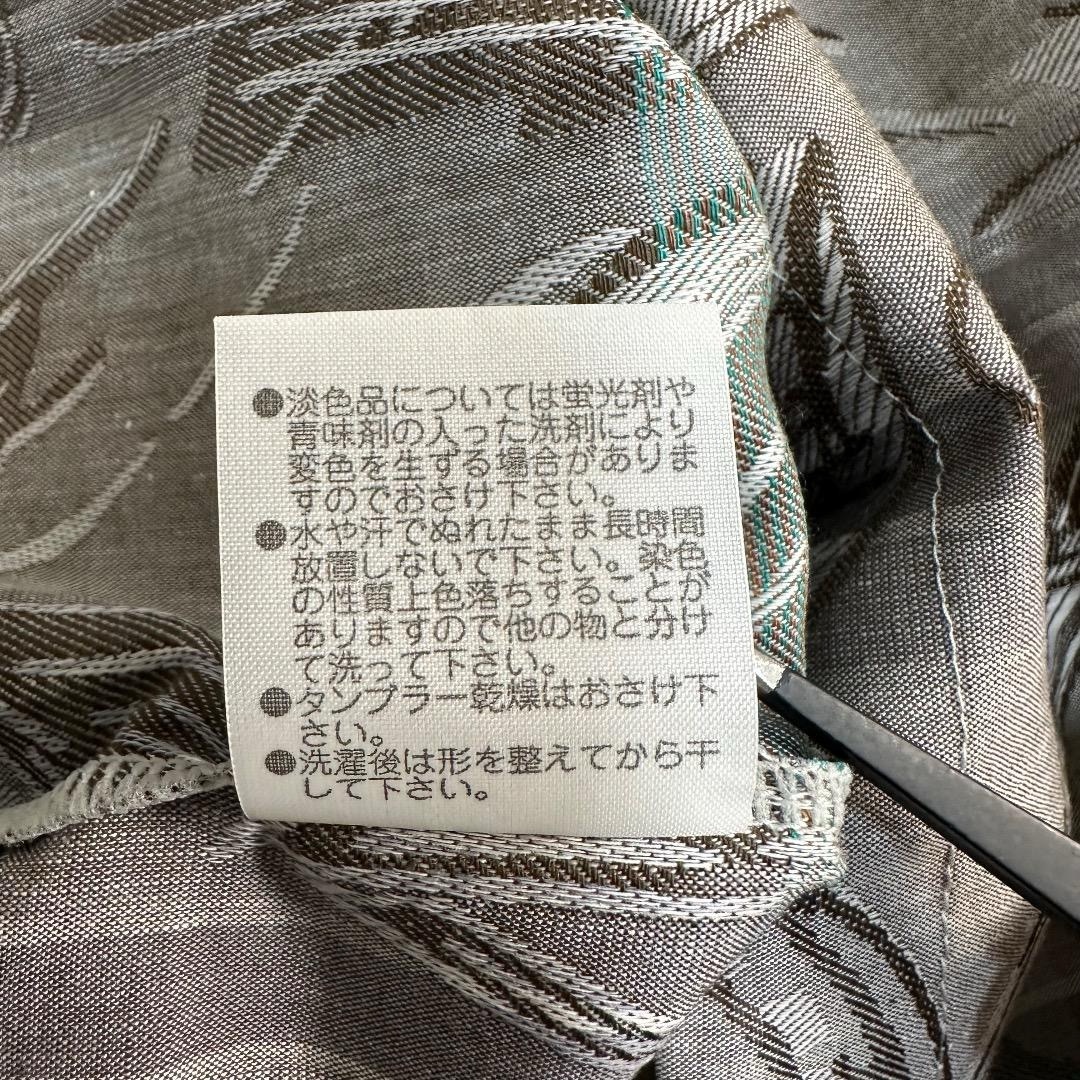 ●淡色品については蛍光剤や
青味剤の入った洗剤により
変色を生ずる場合がありま
すのでおさけ下さい。
●水や汗でぬれたまま長時間
放置しないで下さい。染色
の性質上色落ちすることが
ありますので他の物と分け
て洗って下さい。
●タンブラー乾燥はおさけ下
さい。
●洗濯後は形を整えてから干
して下さい。